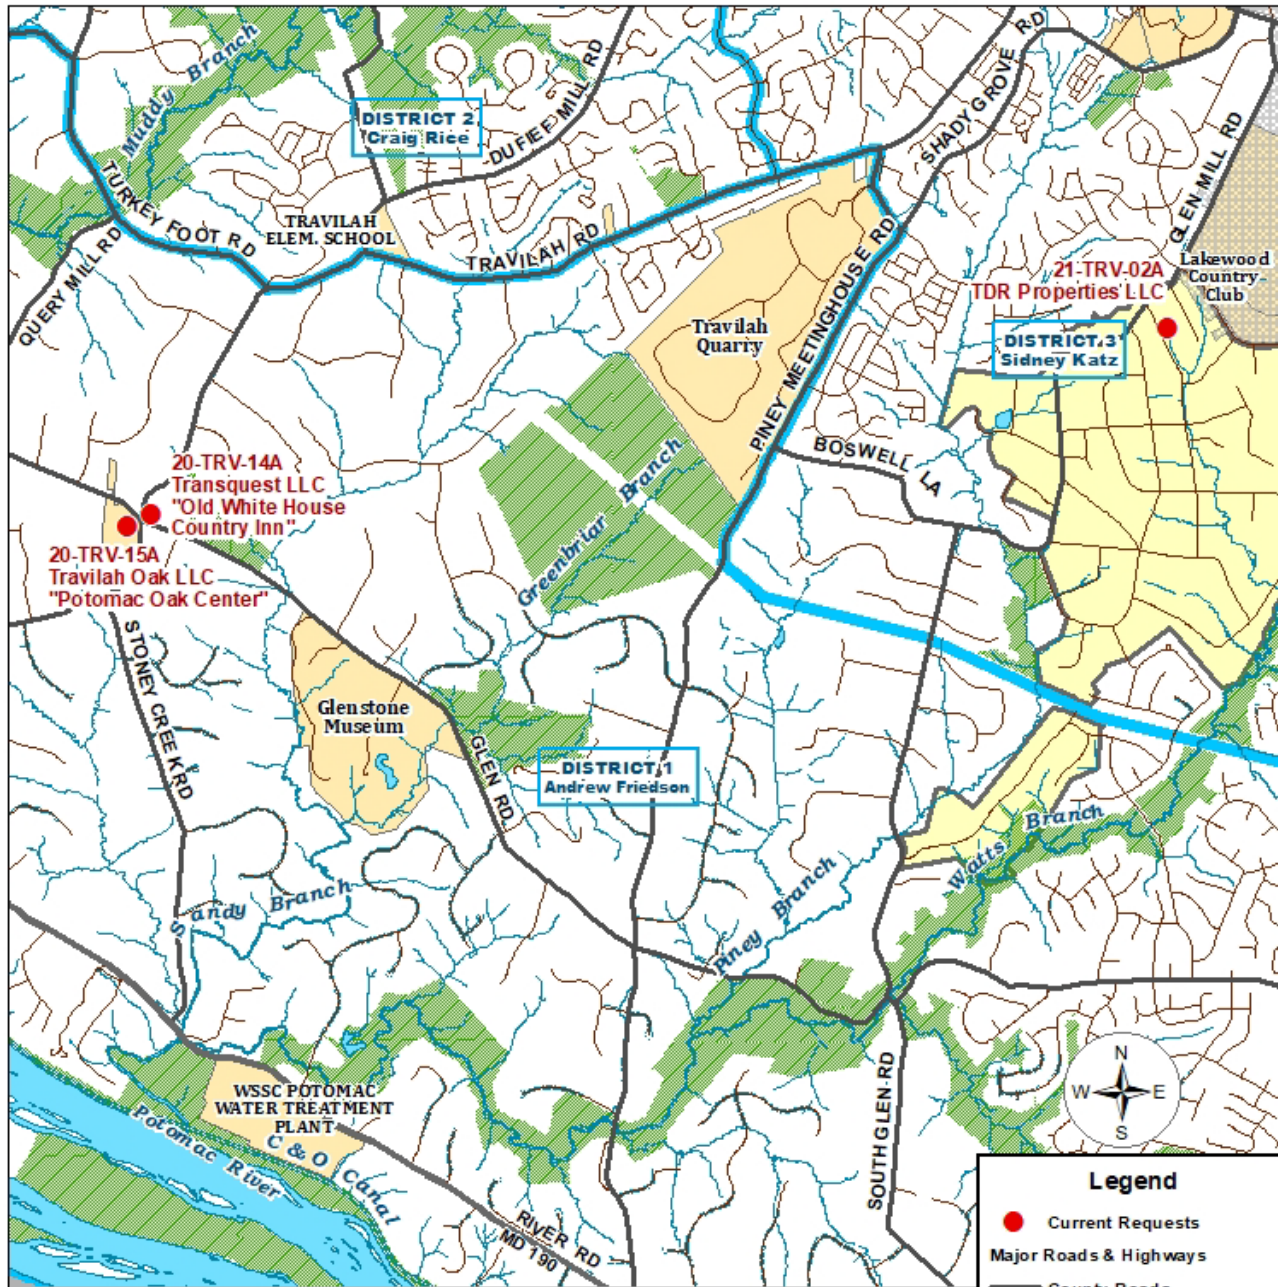 Muddy Branch
DISTRICT 2
Craig Rice
DUFIEF MILL RD
SHADY GROVE RD
GLEN MILL RD
TURKEY FOOT RD
TRAVILAH
ELEM. SCHOOL
TRAVILAH RD
QUERY MILL RD
PINEY MEETINGHOUSE RD
Lakewood
Country
Club
21-TRV-02A
TDR Properties LLC
Travilah
Quarry
DISTRICT 3
Sidney Katz
BOSWELL LA
20-TRV-14A
Transquest LLC
"Old White House
Country Inn"
Greenbriar Branch
20-TRV-15A
Travilah Oak LLC
"Potomac Oak Center"
STONEY CREEK RD
Glenstone
Museum
GLEN RD
DISTRICT 1
Andrew Friedson
Watts Branch
Sandy Branch
Piney Branch
WSSC POTOMAC
WATER TREATMENT
PLANT
Potomac River
C & O Canal
RIVER RD
MD 190
SOUTH GLEN RD
N
W E
S
Legend
Current Requests
Major Roads & Highways
County Roads